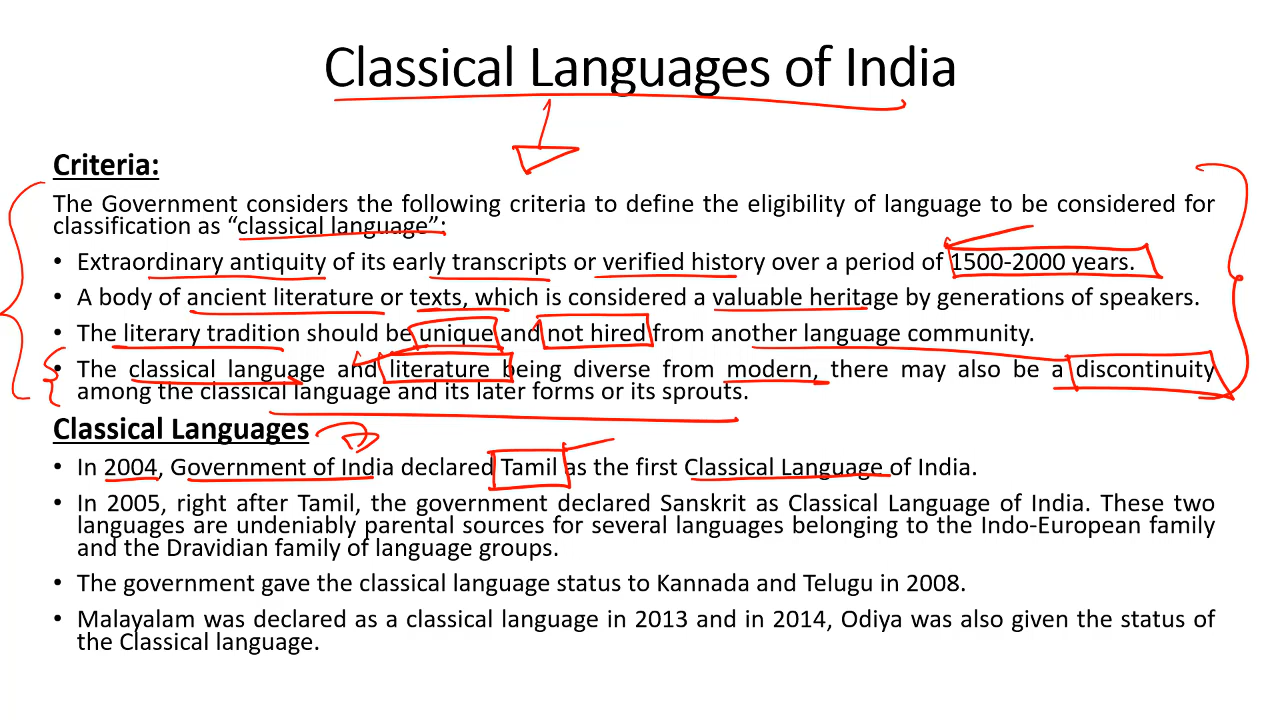 Classical Languages of India
Criteria:
The Government considers the following criteria to define the eligibility of language to be considered for
classification as “classical language”:
• Extraordinary antiquity of its early transcripts or verified history over a period of 1500-2000 years.
• A body of ancient literature or texts, which is considered a valuable heritage by generations of speakers.
• The literary tradition should be unique and not hired from another language community.
• The classical language and literature being diverse from modern, there may also be a discontinuity
among the classical language and its later forms or its sprouts.
Classical Languages
• In 2004, Government of India declared Tamil as the first Classical Language of India.
• In 2005, right after Tamil, the government declared Sanskrit as Classical Language of India. These two
languages are undeniably parental sources for several languages belonging to the Indo-European family
and the Dravidian family of language groups.
• The government gave the classical language status to Kannada and Telugu in 2008.
• Malayalam was declared as a classical language in 2013 and in 2014, Odiya was also given the status of
the Classical language.